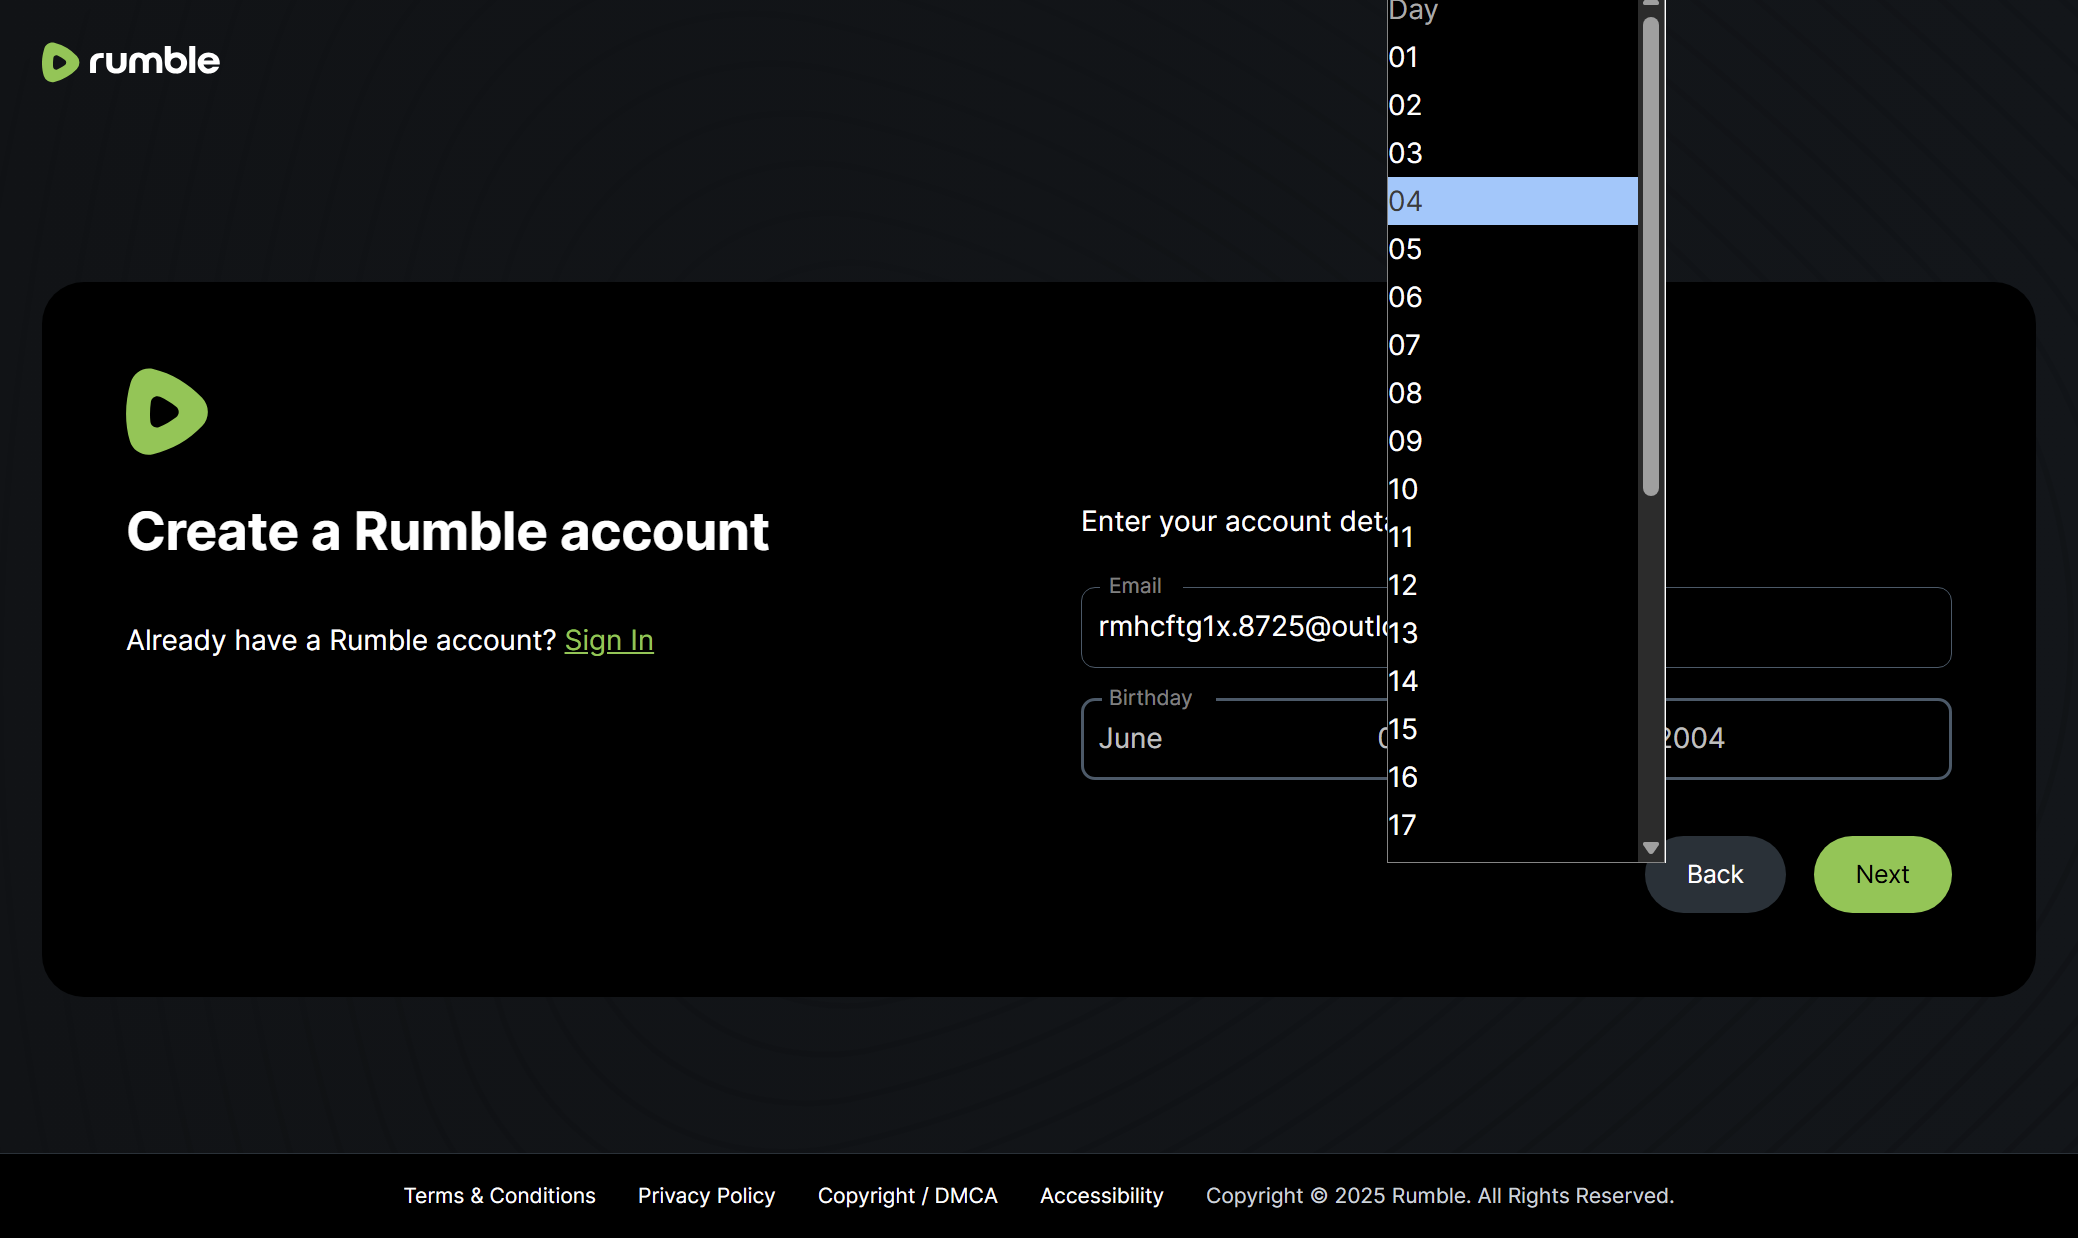 rumble
Create a Rumble account
Already have a Rumble account? Sign In
Enter your account
Email
rmhcftg1x.8725
Birthday
June
2004
Day
01
02
03
04
05
06
07
08
09
10
11
12
13
14
15
16
17
Back
Next
Terms & Conditions Privacy Policy Copyright / DMCA Accessibility Copyright © 2025 Rumble. All Rights Reserved.